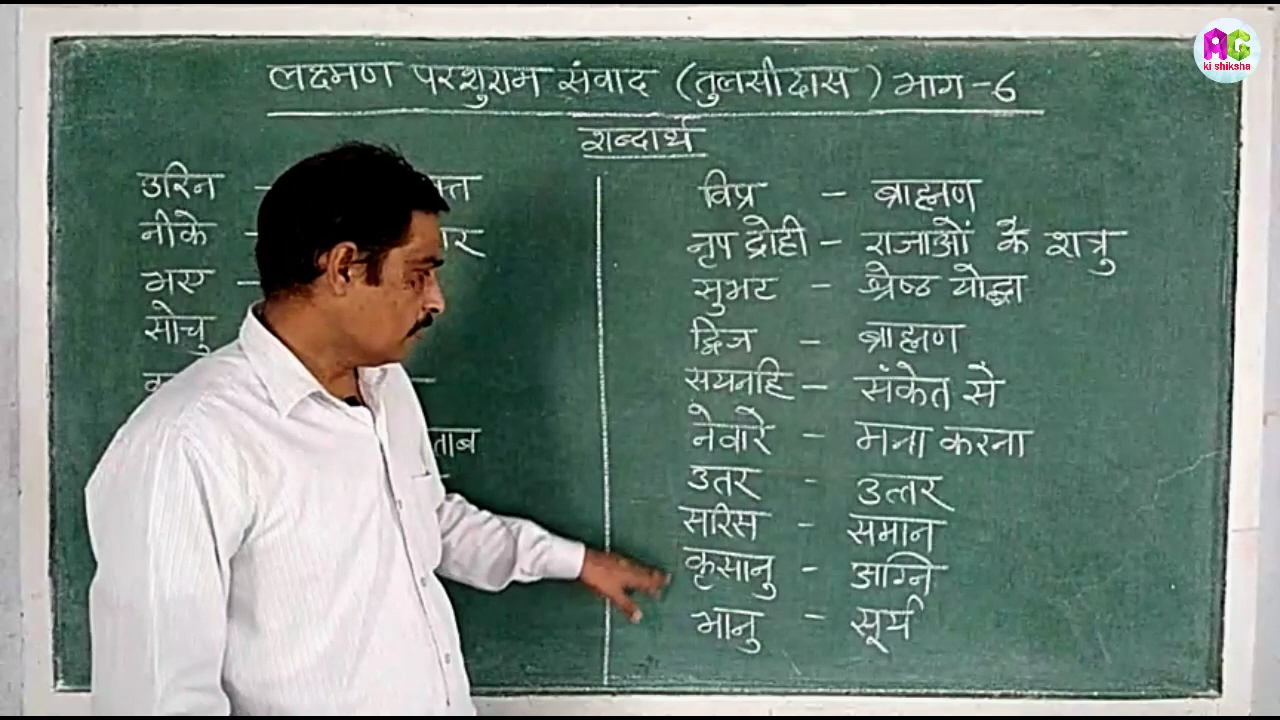 AG
ki shiksha
लक्ष्मण परशुराम संवाद (तुलसीदास) भाग-6
शब्दार्थ
उरिन -
नीके -
भए -
सोचु
ताब
विप्र - ब्राह्मण
नृप द्रोही - राजाओं के शत्रु
सुभट - श्रेष्ठ योद्धा
द्विज - ब्राह्मण
सयनहि - संकेत से
नेवारे - मना करना
उतर - उत्तर
सरिस - समान
कृसानु - अग्नि
भानु - सूर्य